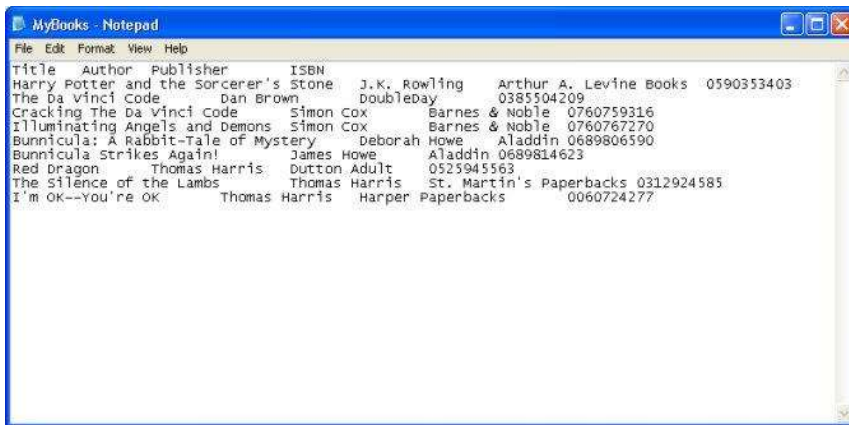 MyBooks - Notepad
File Edit Format View Help
Title Author Publisher ISBN
Harry Potter and the Sorcerer's Stone J.K. Rowling Arthur A. Levine Books 0590353403
The Da Vinci Code Dan Brown DoubleDay 0385504209
Cracking The Da Vinci Code Simon Cox Barnes & Noble 0760759316
Illuminating Angels and Demons Simon Cox Barnes & Noble 0760767270
Bunnicula: A Rabbit-Tale of Mystery Deborah Howe Aladdin 0689806590
Bunnicula Strikes Again! James Howe Aladdin 0689814623
Red Dragon Thomas Harris Dutton Adult 0525945563
The Silence of the Lambs Thomas Harris St. Martin's Paperbacks 0312924585
I'm OK--You're OK Thomas Harris Harper Paperbacks 0060724277